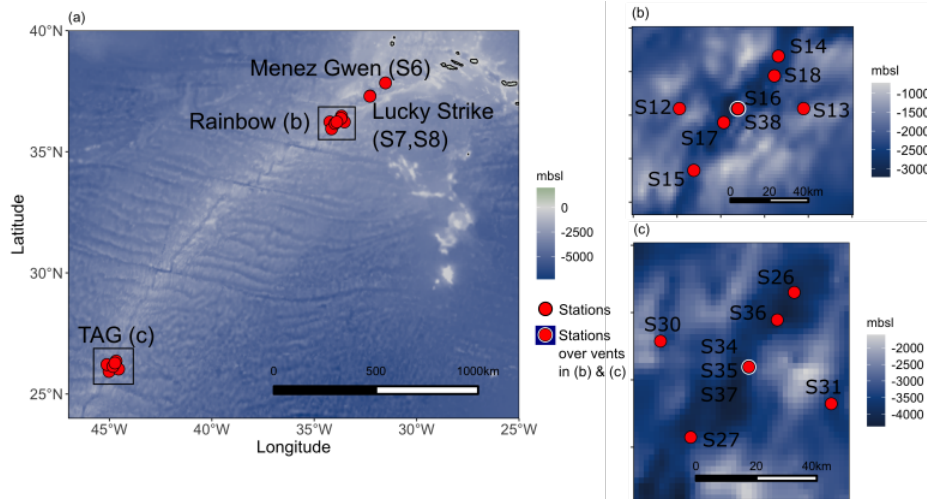 (a)
40°N
35°N
30°N
25°N
Latitude
Menez Gwen (S6)
Rainbow (b)
Lucky Strike
(S7,S8)
TAG (c)
0
500
1000km
45°W
40°W
35°W
30°W
25°W
Longitude
mbsl
0
-2500
-5000
Stations
Stations
over vents
in (b) & (c)
(b)
S14
S18
S12
S16
S13
S38
S17
S15
0
20
40km
mbsl
-1000
-2000
-3000
(c)
S26
S36
S30
S34
S35
S31
S37
S27
0
20
40km
mbsl
-2000
-2500
-3000
-3500
-4000